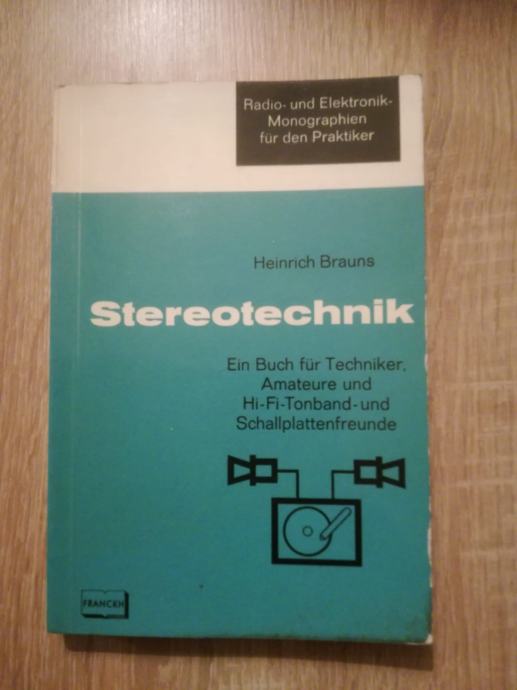 Radio- und Elektronik-
Monographien
für den Praktiker
Heinrich Brauns
Stereotechnik
Ein Buch für Techniker,
Amateure und
Hi-Fi-Tonband- und
Schallplattenfreunde
FRANCKH